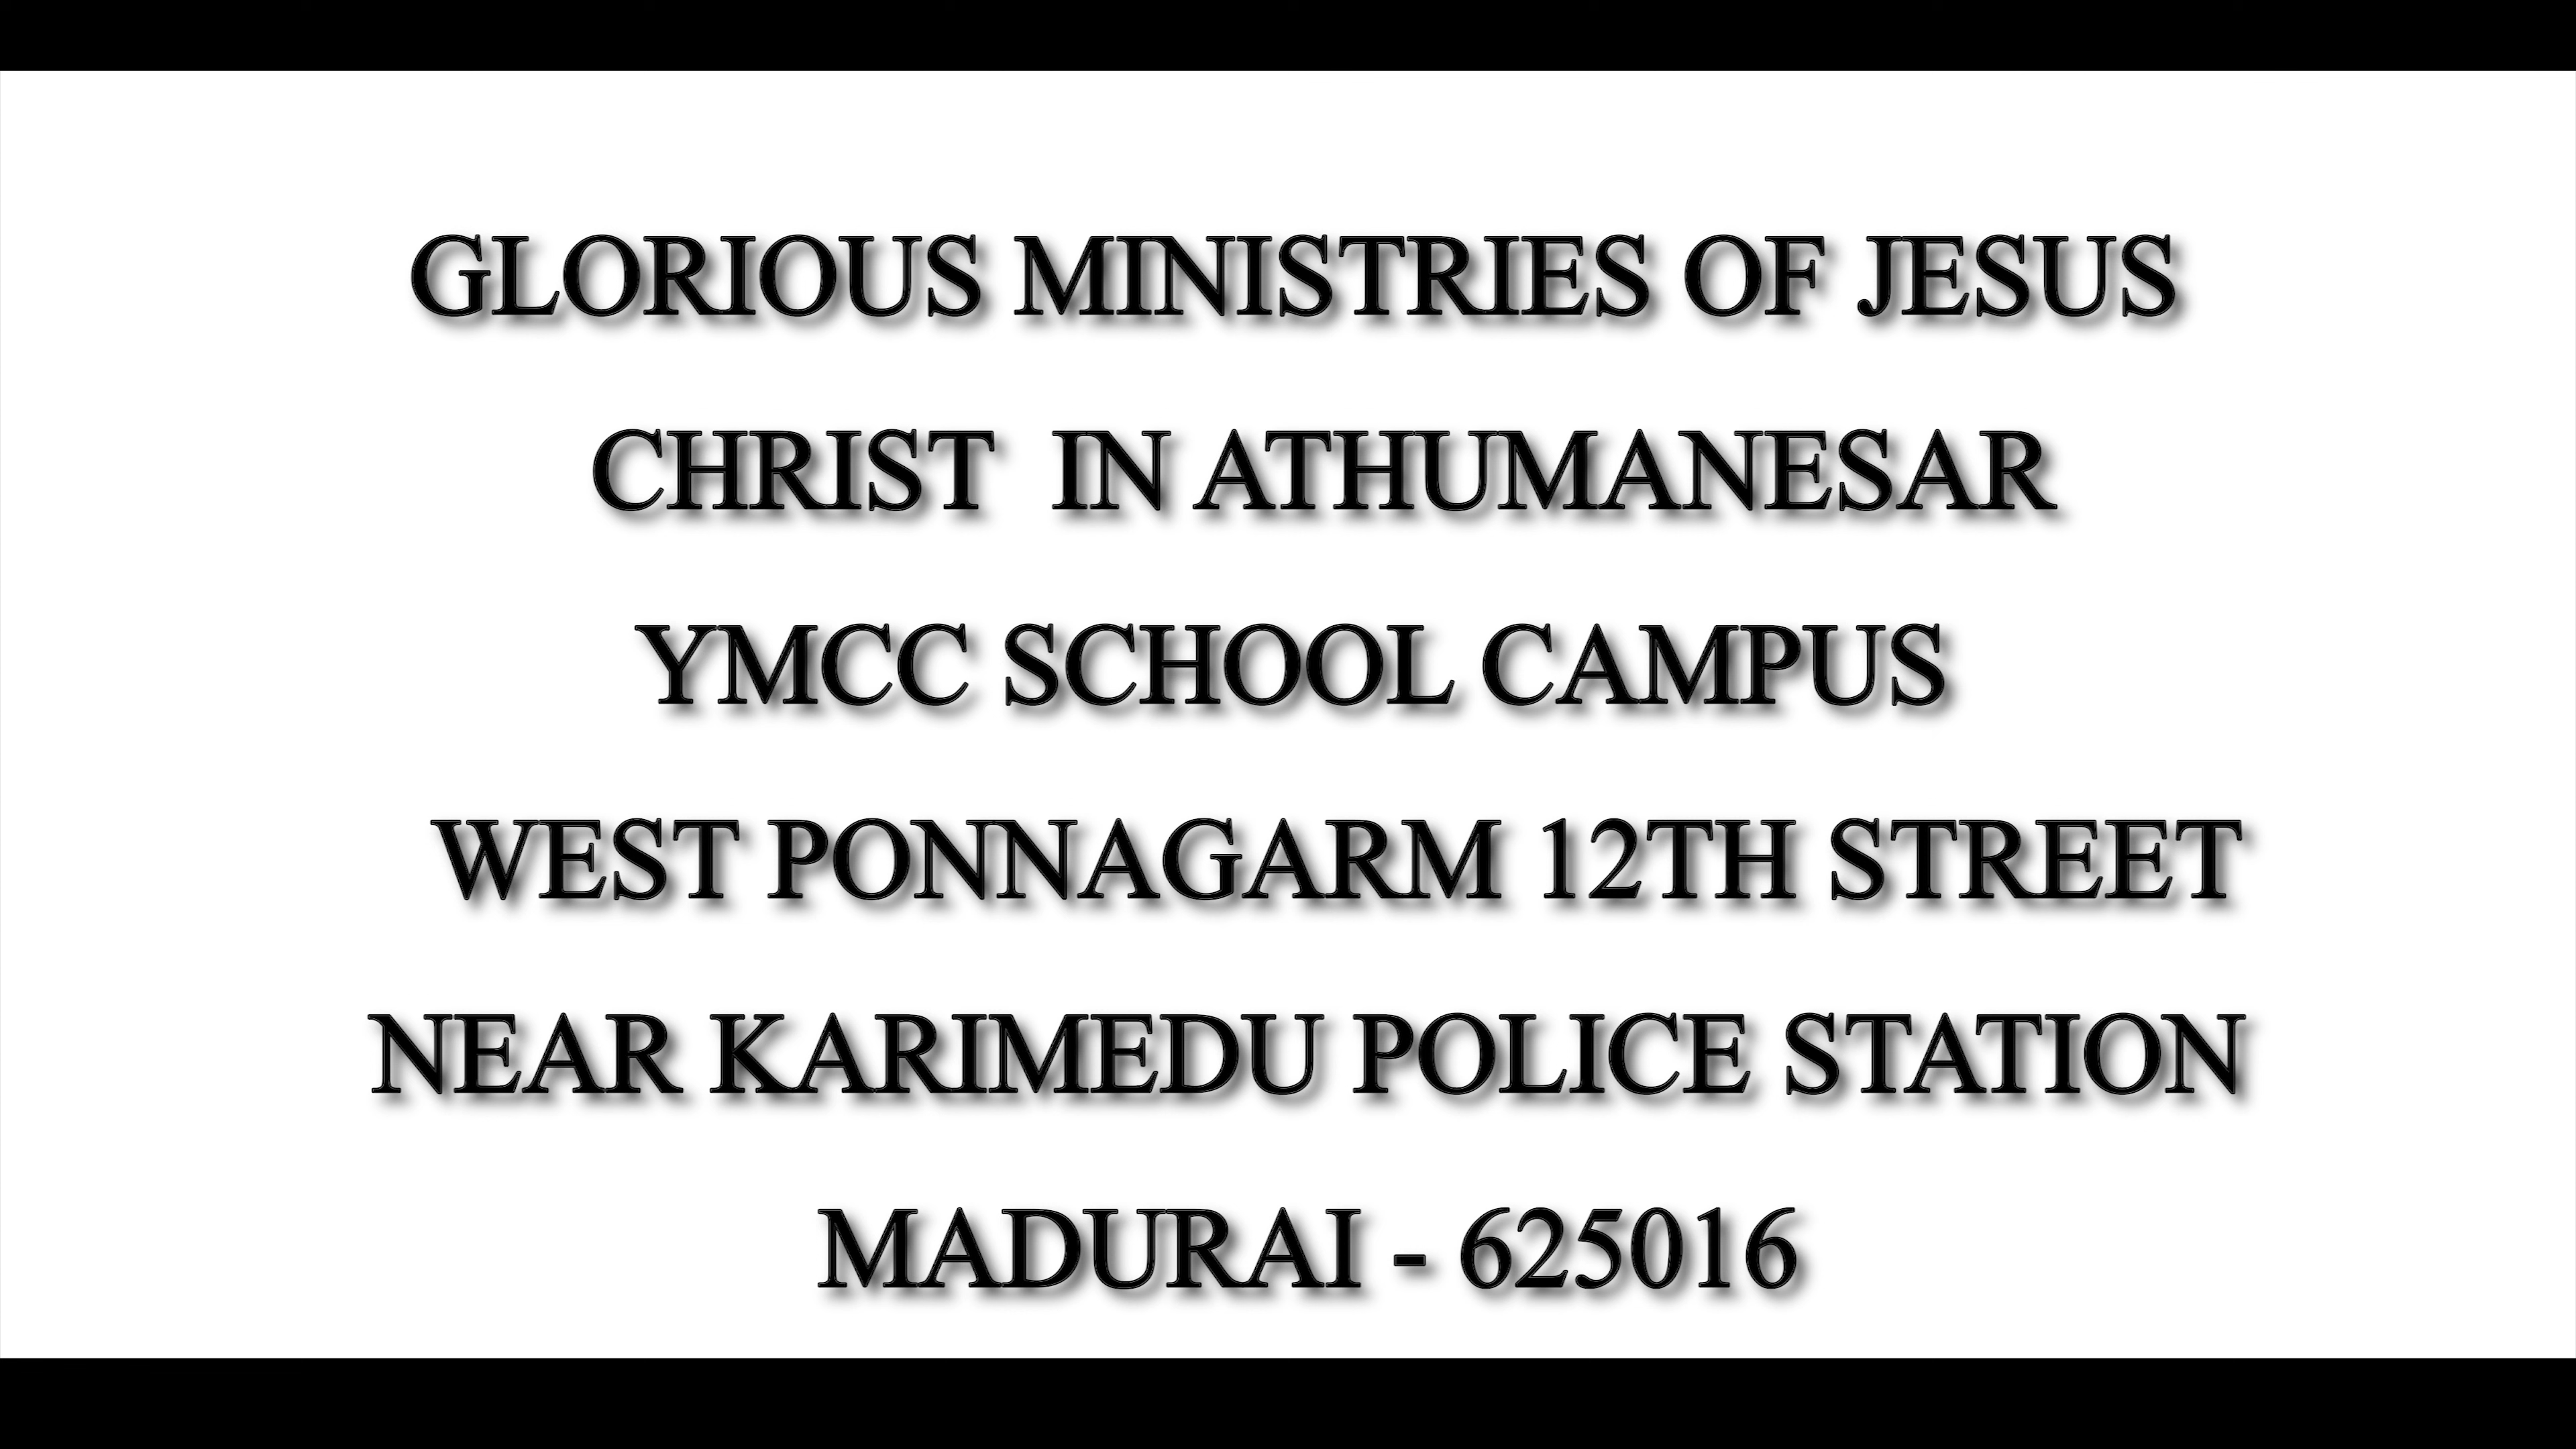 GLORIOUS MINISTRIES OF JESUS
CHRIST  IN ATHUMANESAR
YMCC SCHOOL CAMPUS
WEST PONNAGARM 12TH STREET
NEAR KARIMEDU POLICE STATION
MADURAI - 625016